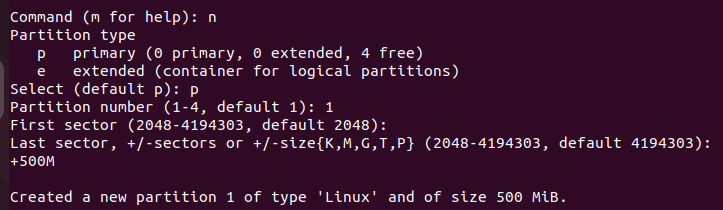 Command (m for help): n
Partition type
   p   primary (0 primary, 0 extended, 4 free)
   e   extended (container for logical partitions)
Select (default p): p
Partition number (1-4, default 1): 1
First sector (2048-4194303, default 2048):
Last sector, +/-sectors or +/-size{K,M,G,T,P} (2048-4194303, default 4194303):
+500M

Created a new partition 1 of type 'Linux' and of size 500 MiB.